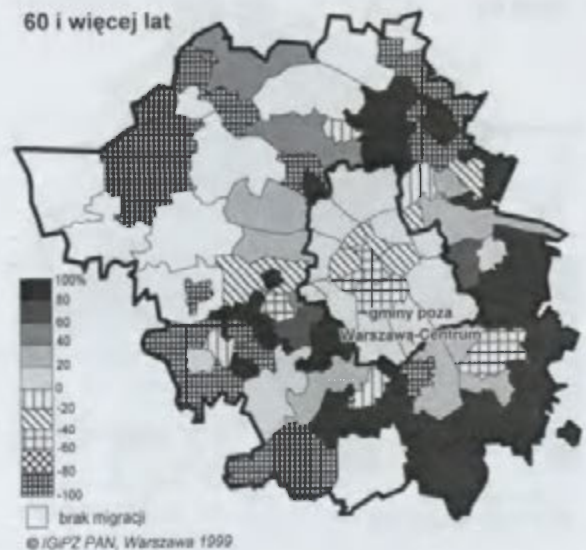 60 i więcej lat
gminy poza
Warszawa-Centrum
100%
80
60
40
20
0
-20
-40
-60
-80
-100
brak migracji
© IGiPZ PAN, Warszawa 1999